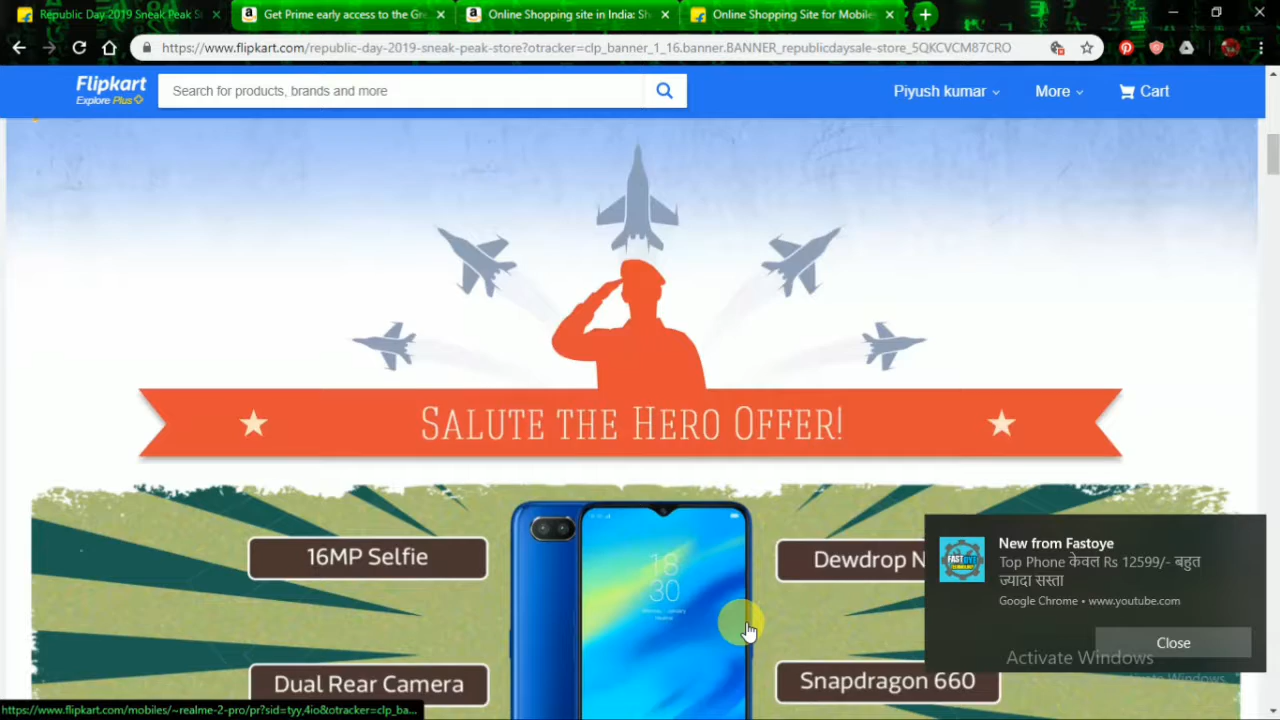 Republic Day 2019 Sneak Peak S
Get Prime early access to the Gre
Online Shopping site in India: Sh
Online Shopping Site for Mobile
https://www.flipkart.com/republic-day-2019-sneak-peak-store?otracker=clp_banner_1_16.banner.BANNER_republicdaysale-store_5QKCVCM87CRO
Flipkart
Explore Plus
Search for products, brands and more
Piyush kumar
More
Cart
SALUTE THE HERO OFFER!
16MP Selfie
Dewdrop N
18
30
Dual Rear Camera
Snapdragon 660
New from Fastoye
Top Phone केवल Rs 12599/- बहुत
ज्यादा सस्ता
Google Chrome • www.youtube.com
Close
Activate Windows
https://www.flipkart.com/mobiles/~realme-2-pro/pr?sid=tyy,4io&otracker=clp_ba...